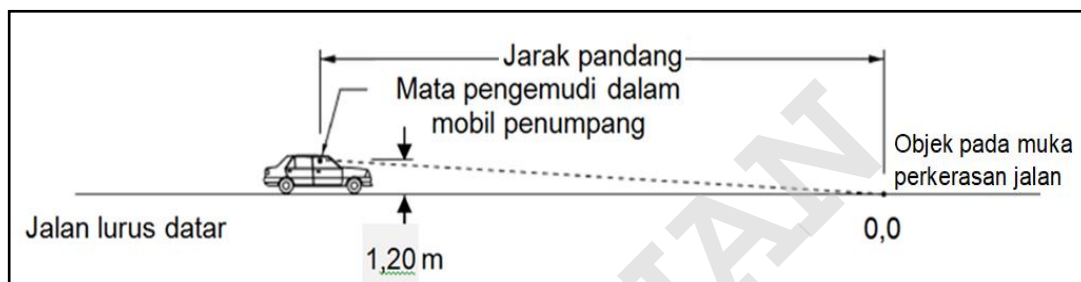 Jarak pandang
Mata pengemudi dalam
mobil penumpang
Objek pada muka
perkerasan jalan
Jalan lurus datar
0,0
1,20 m